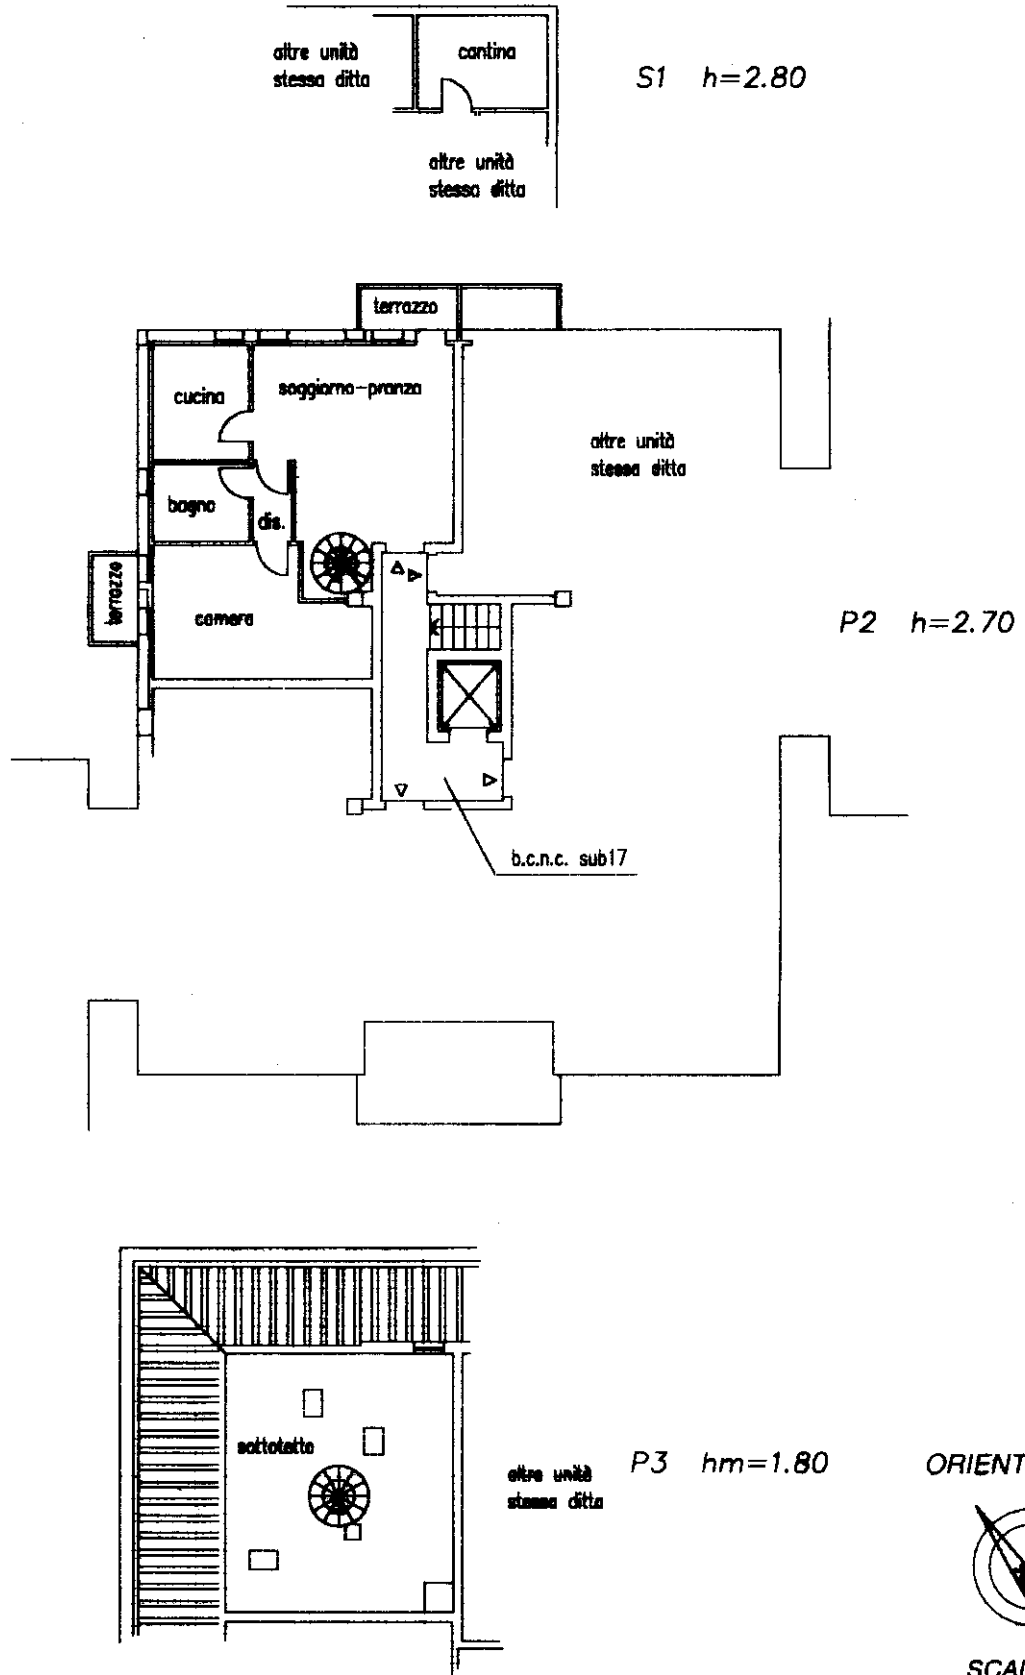 altre unità
stessa ditta
cantina
S1 h=2.80
altre unità
stessa ditta
terrazzo
cucina
soggiorno-pranzo
altre unità
stessa ditta
bagno
dis.
terrazzo
camera
P2 h=2.70
b.c.n.c. sub17
sottotetto
altre unità
stessa ditta
P3 hm=1.80
ORIENT
SCAL